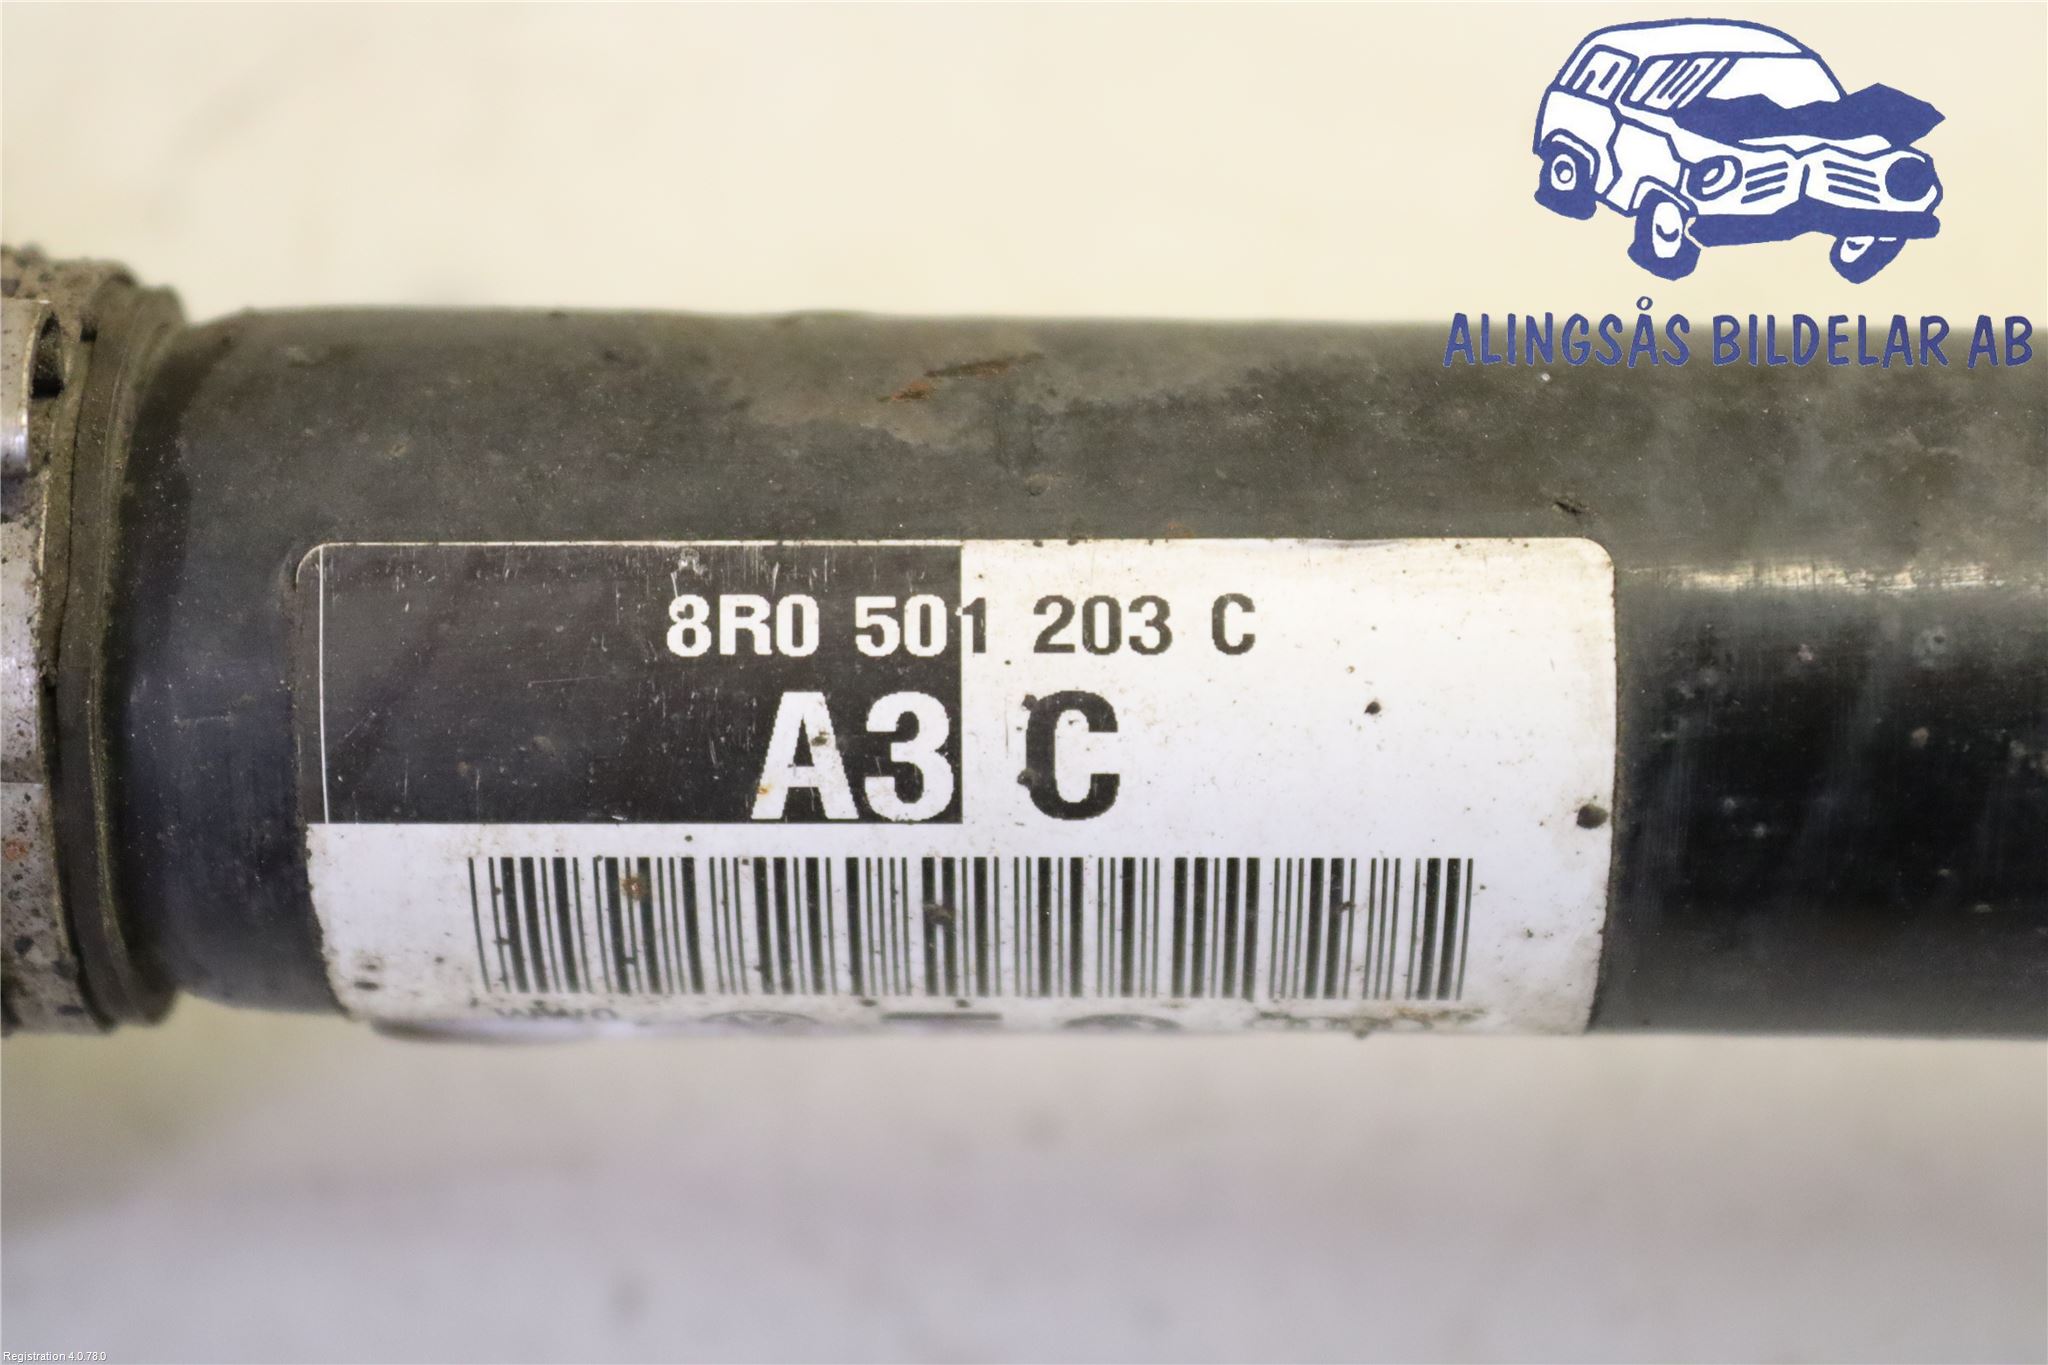 ALINGSÅS BILDELAR AB
8R0 501 203 C
A3 C
Registration 4.0.78.0